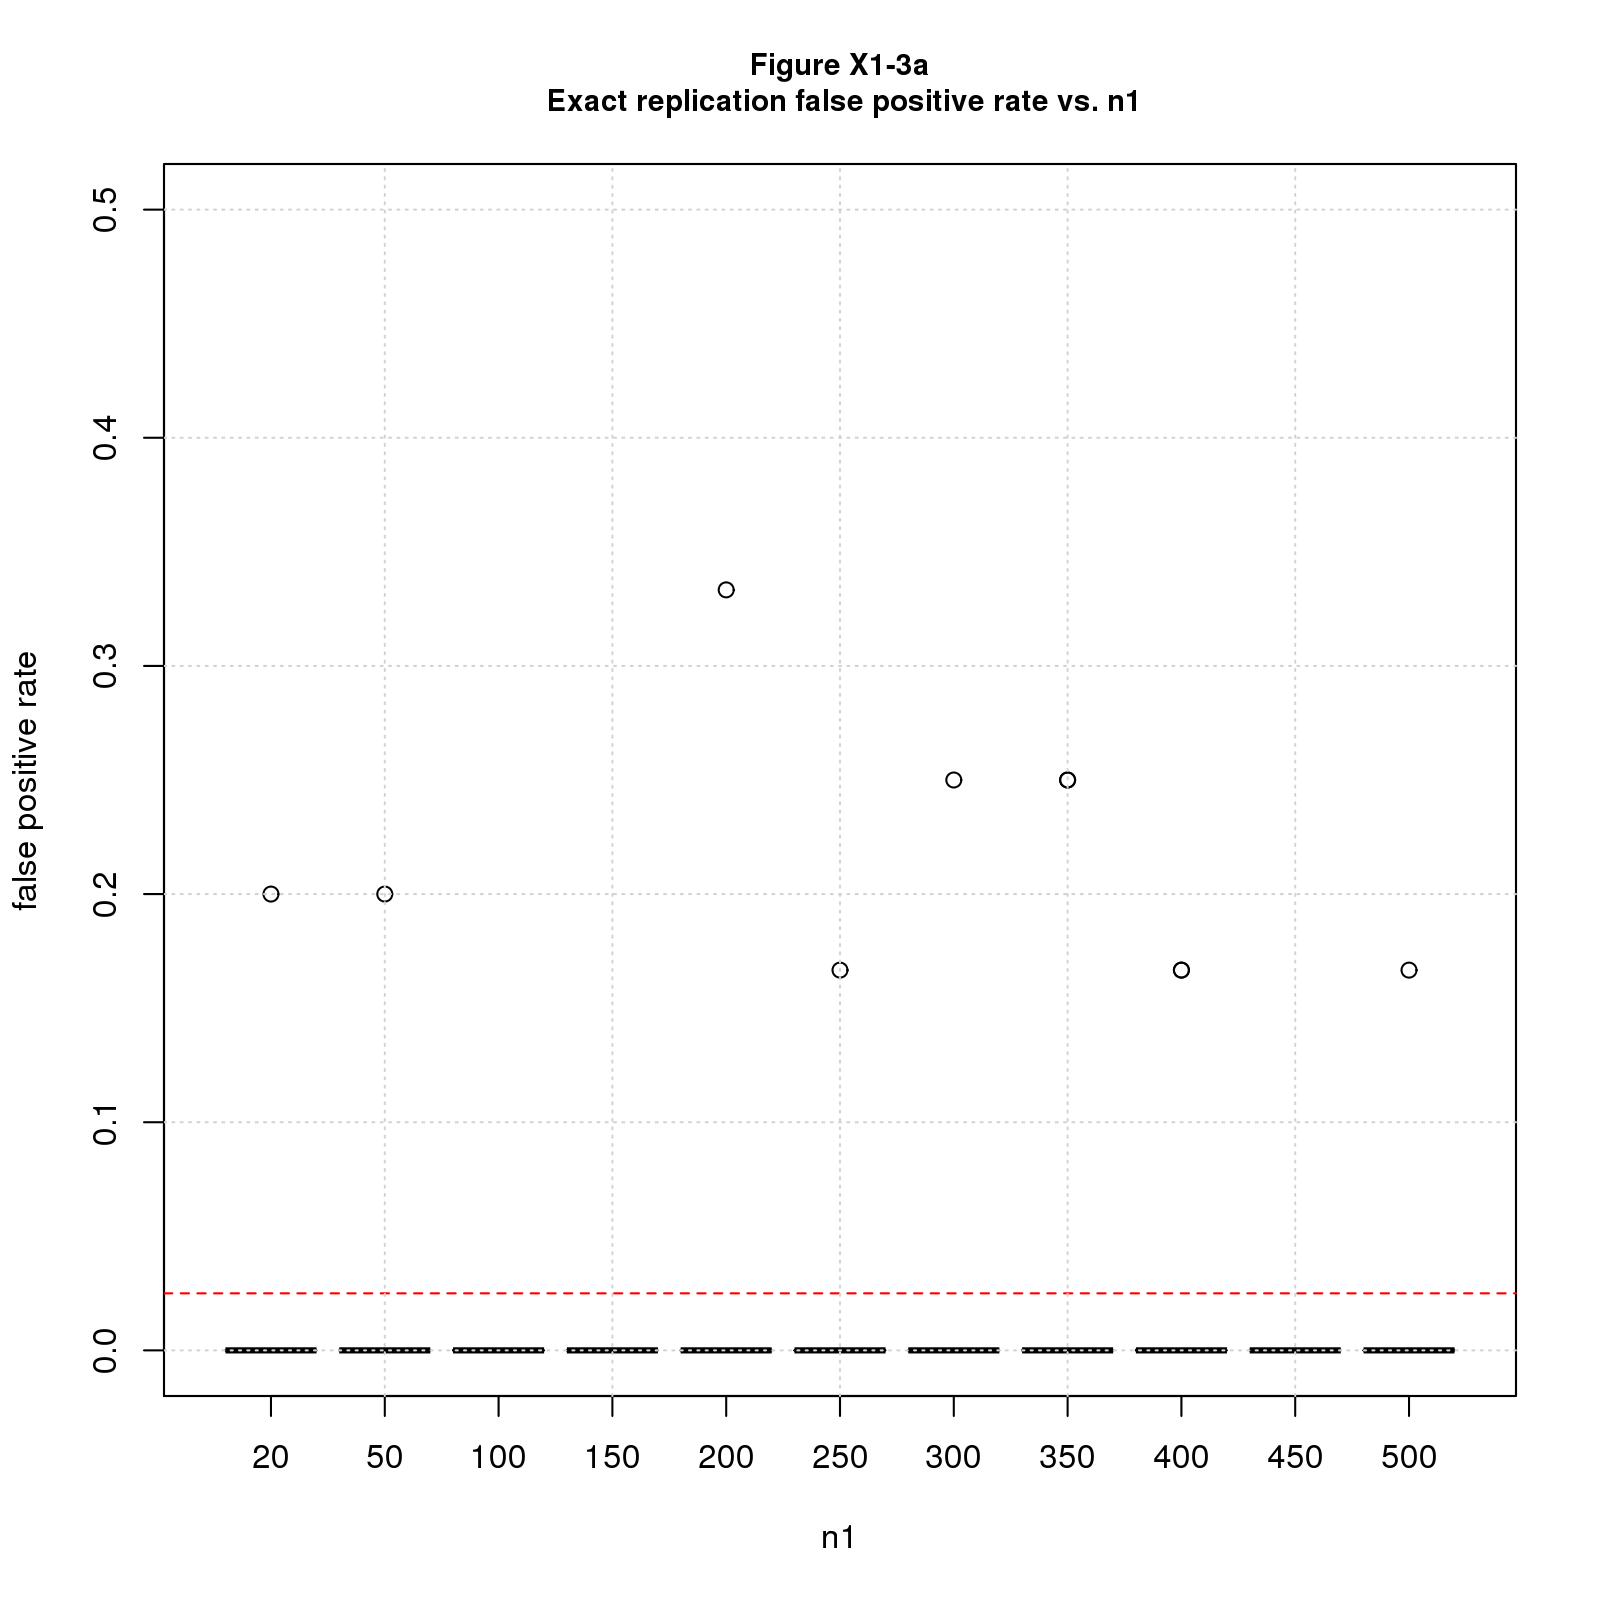 Figure X1-3a
Exact replication false positive rate vs. n1
false positive rate
0.5
0.4
0.3
0.2
0.1
0.0
20 50 100 150 200 250 300 350 400 450 500
n1